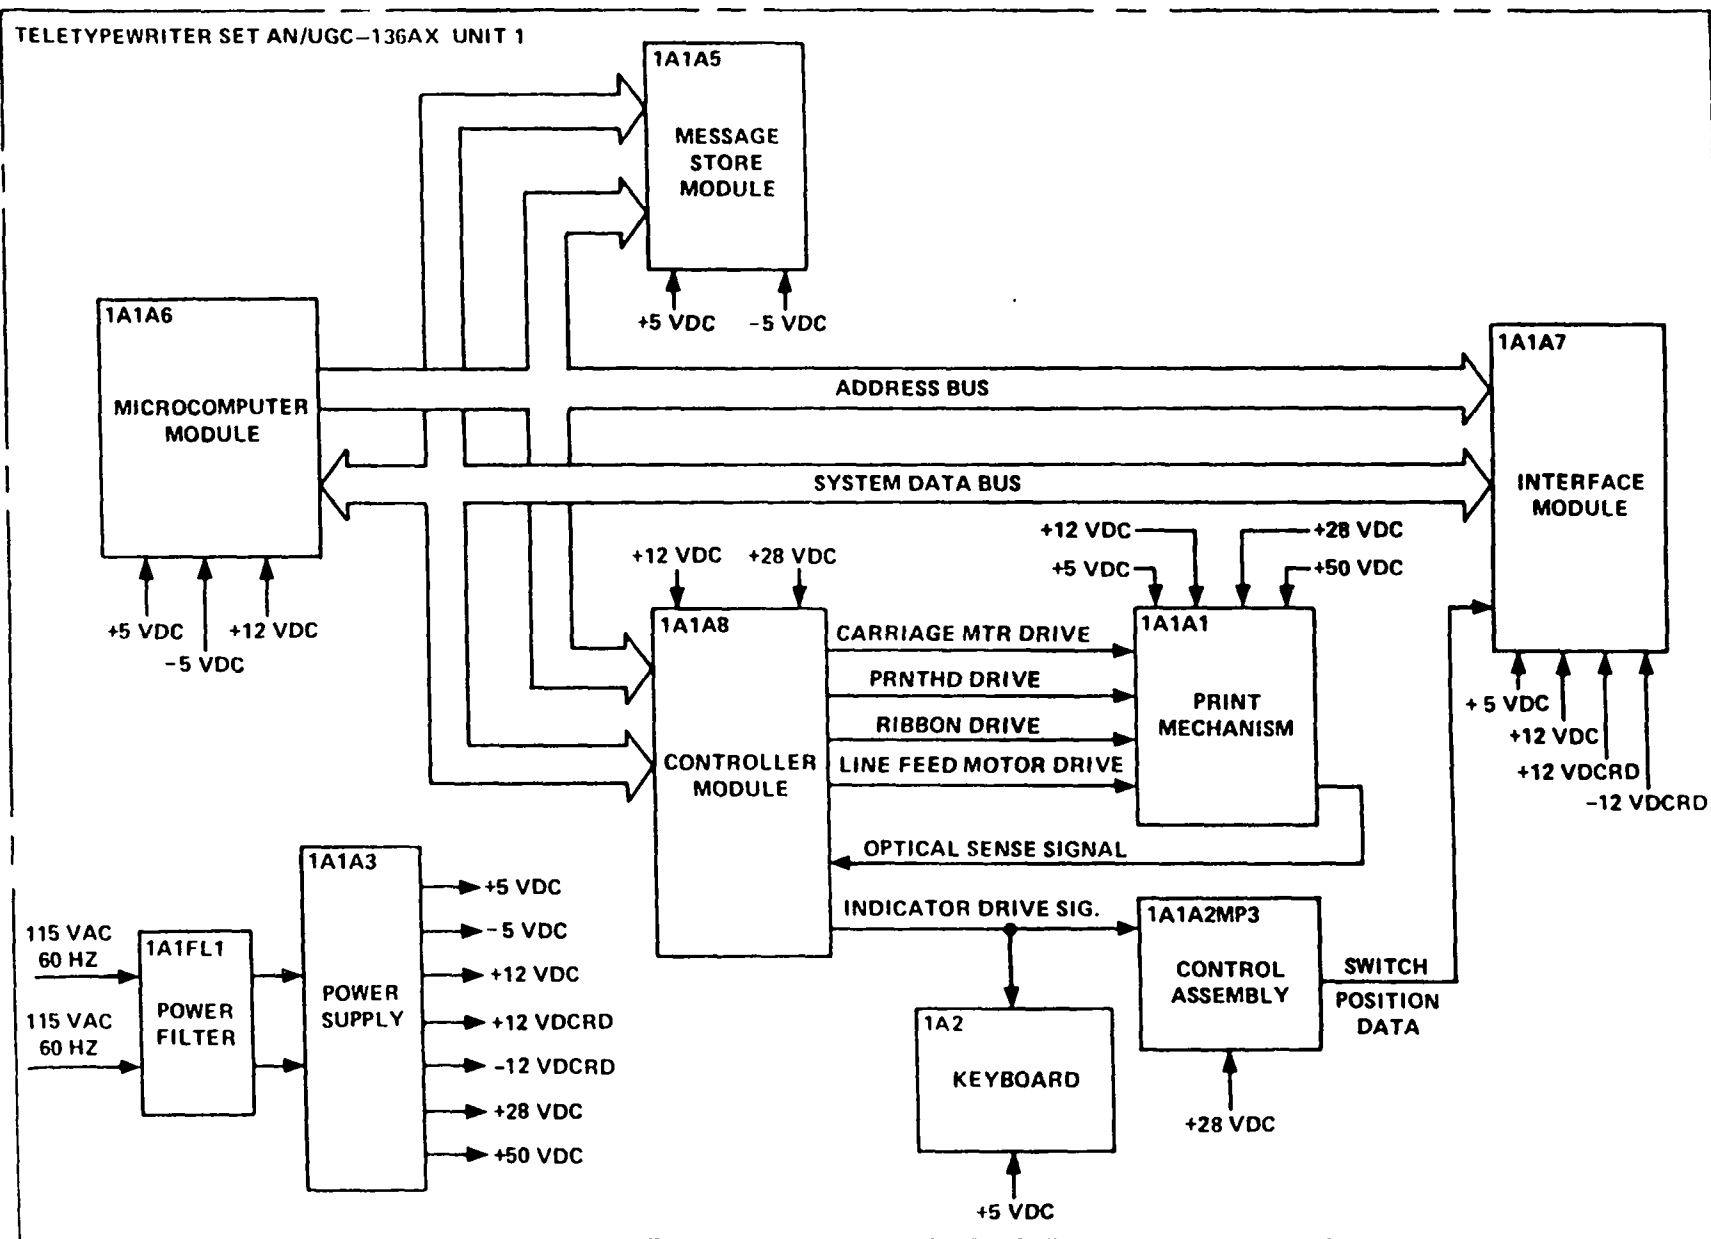 TELETYPEWRITER SET AN/UGC-136AX UNIT 1
1A1A5
MESSAGE
STORE
MODULE
+5 VDC
-5 VDC
1A1A6
MICROCOMPUTER
MODULE
+5 VDC
-5 VDC
+12 VDC
ADDRESS BUS
SYSTEM DATA BUS
1A1A7
INTERFACE
MODULE
+ 5 VDC
+12 VDC
+12 VDCRD
-12 VDCRD
+12 VDC
+28 VDC
1A1A8
CONTROLLER
MODULE
CARRIAGE MTR DRIVE
PRNTHD DRIVE
RIBBON DRIVE
LINE FEED MOTOR DRIVE
OPTICAL SENSE SIGNAL
INDICATOR DRIVE SIG.
+12 VDC
+5 VDC
+28 VDC
+50 VDC
1A1A1
PRINT
MECHANISM
115 VAC
60 HZ
115 VAC
60 HZ
1A1FL1
POWER
FILTER
1A1A3
POWER
SUPPLY
+5 VDC
-5 VDC
+12 VDC
+12 VDCRD
-12 VDCRD
+28 VDC
+50 VDC
1A2
KEYBOARD
+5 VDC
1A1A2MP3
CONTROL
ASSEMBLY
+28 VDC
SWITCH
POSITION
DATA